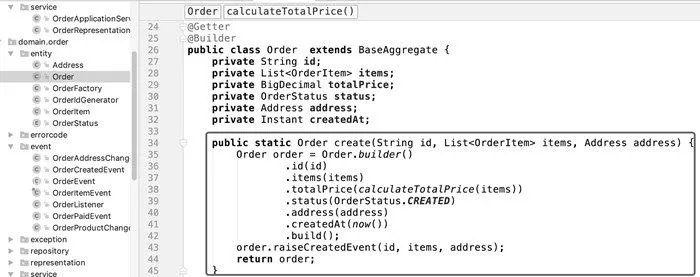 service
OrderApplicationServ
OrderRepresentation
domain.order
entity
Address
Order
OrderFactory
OrderIdGenerator
OrderItem
OrderStatus
errorcode
event
OrderAddressChang
OrderCreatedEvent
OrderEvent
OrderItemEvent
OrderListener
OrderPaidEvent
OrderProductChange
exception
repository
representation
service
Order calculateTotalPrice()
24 @Getter
25 @Builder
26 public class Order extends BaseAggregate {
27 private String id;
28 private List<OrderItem> items;
29 private BigDecimal totalPrice;
30 private OrderStatus status;
31 private Address address;
32 private Instant createdAt;
33
34 public static Order create(String id, List<OrderItem> items, Address address) {
35 Order order = Order.builder()
36 .id(id)
37 .items(items)
38 .totalPrice(calculateTotalPrice(items))
39 .status(OrderStatus.CREATED)
40 .address(address)
41 .createdAt(now())
42 .build();
43 order.raiseCreatedEvent(id, items, address);
44 return order;
45 }